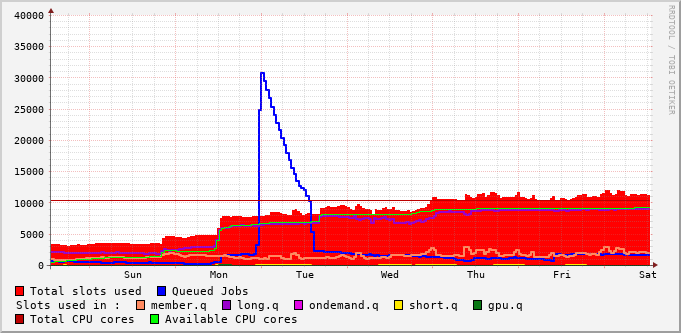 40000
35000
30000
25000
20000
15000
10000
5000
0
Sun Mon Tue Wed Thu Fri Sat
Total slots used Queued Jobs
Slots used in : member.q long.q ondemand.q short.q gpu.q
Total CPU cores Available CPU cores
RRDTOOL / TOBI OETIKER